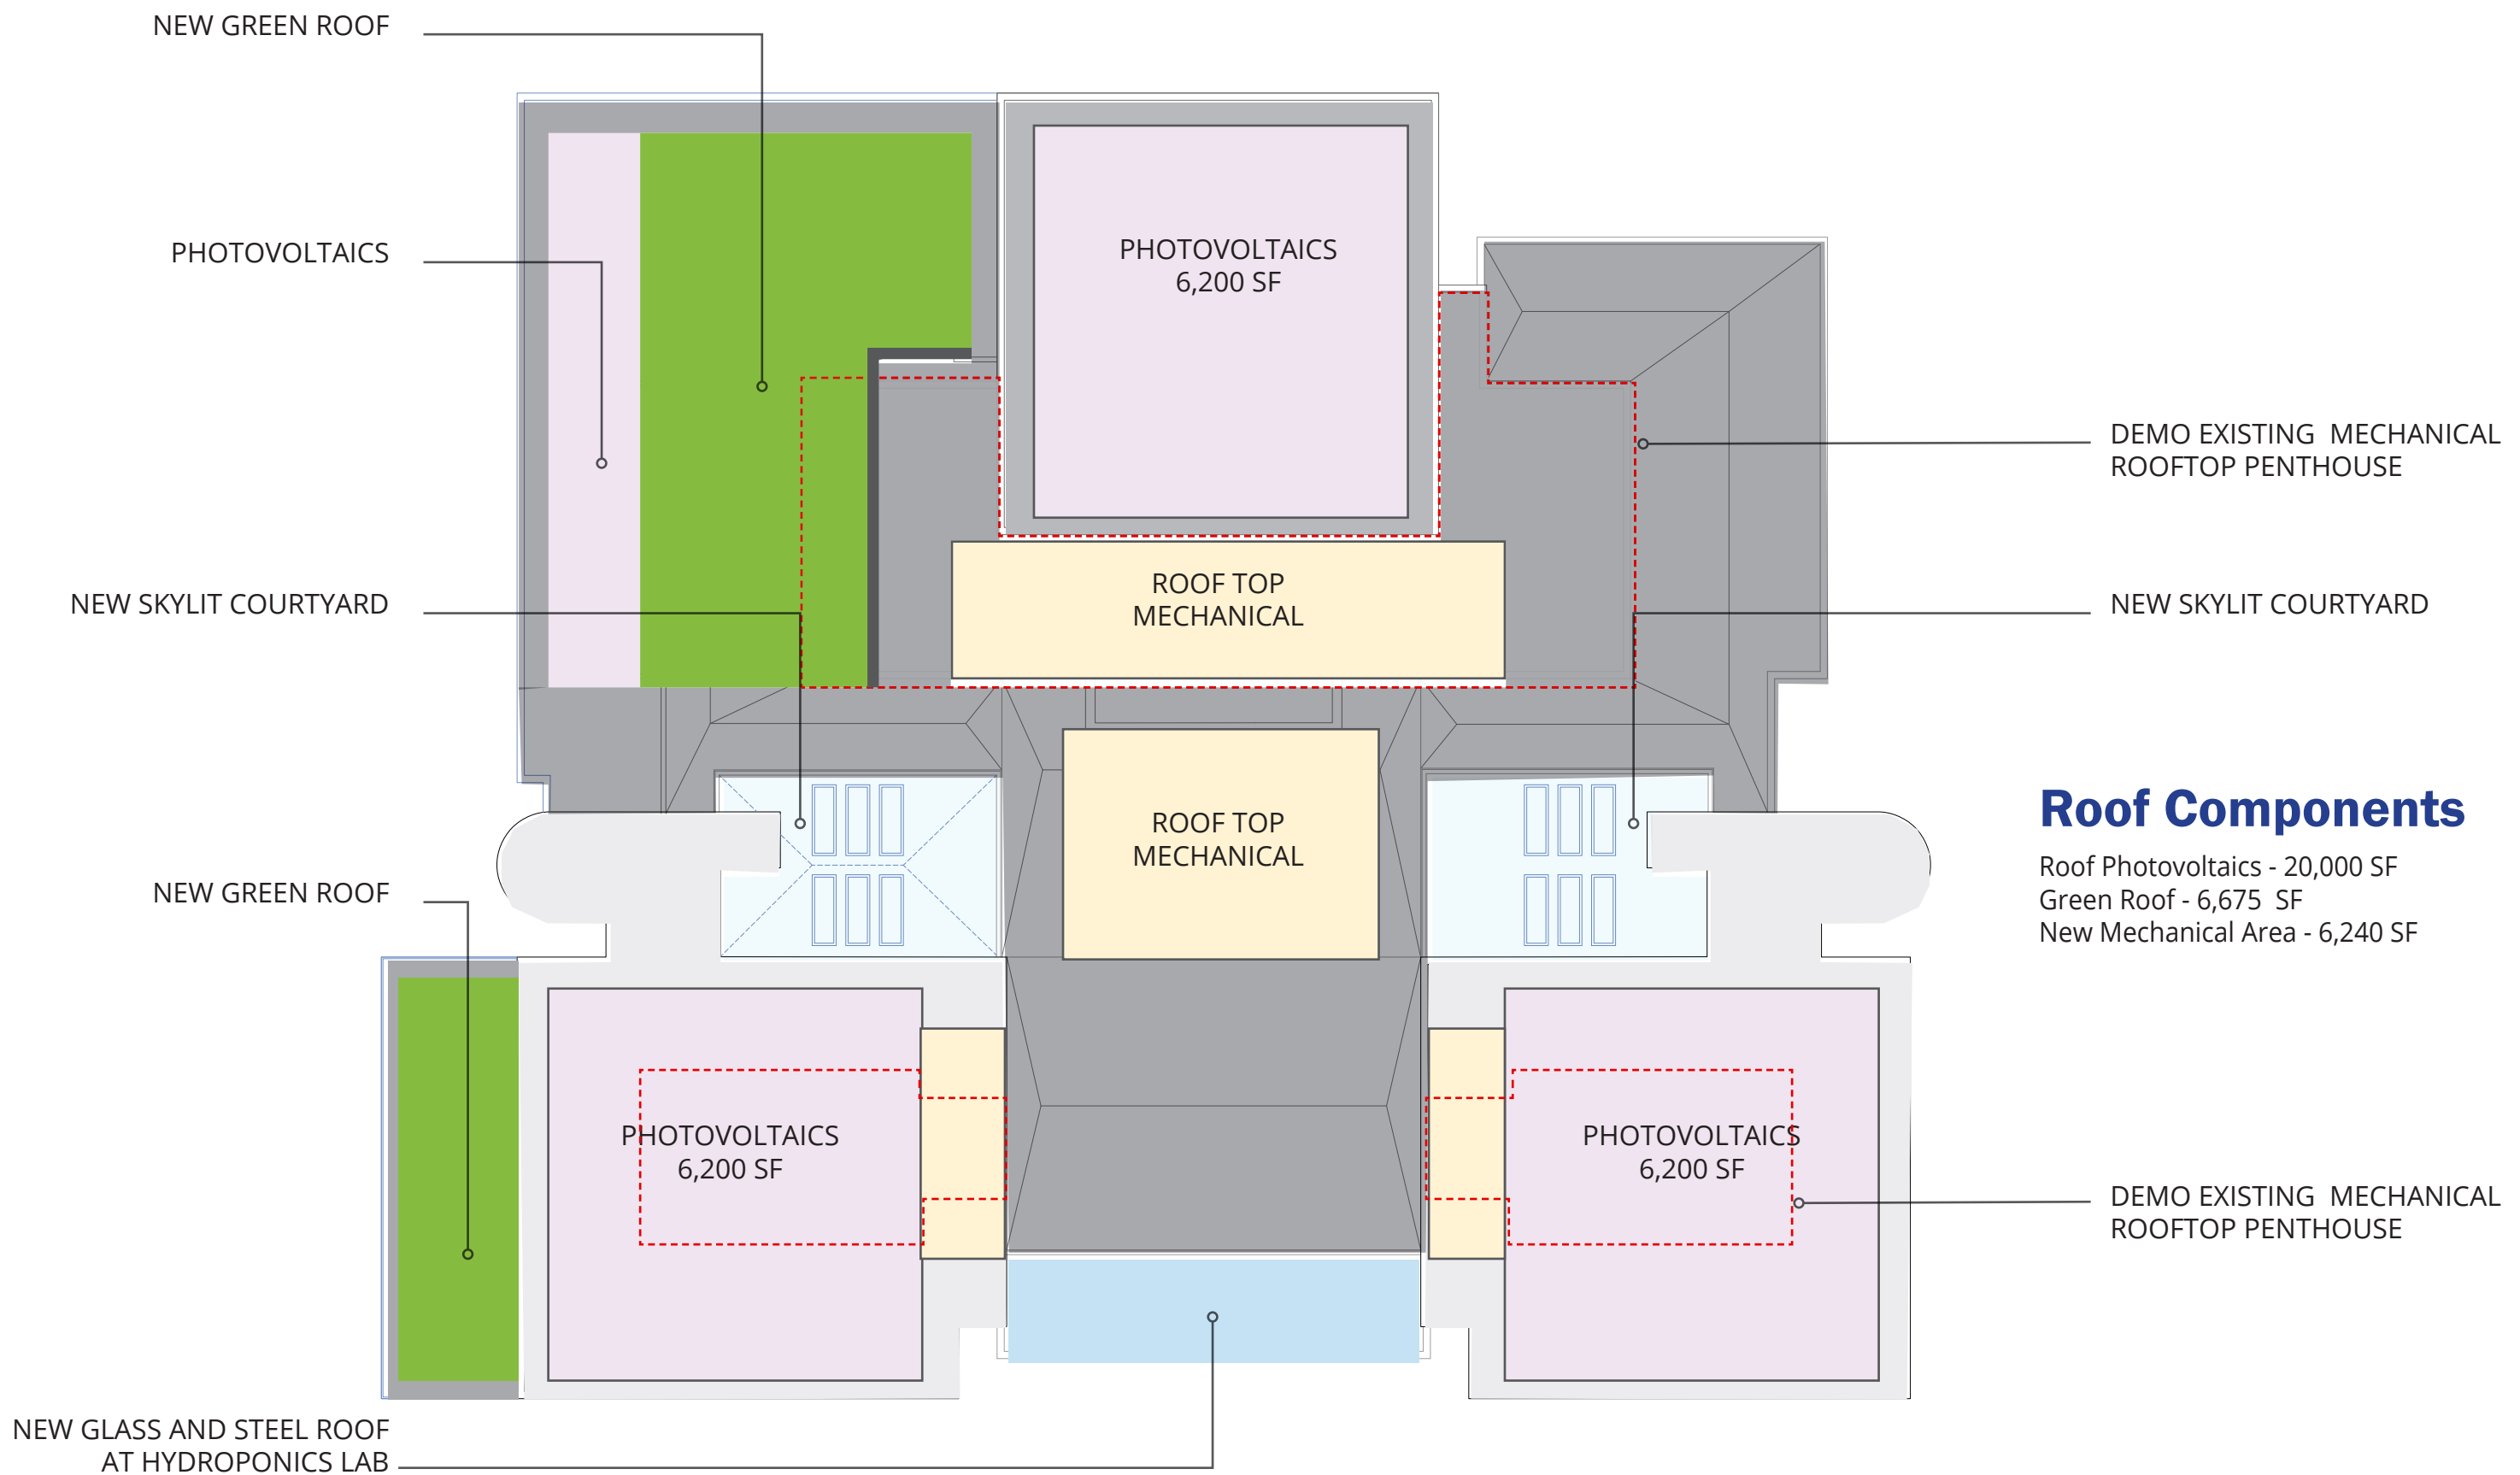 NEW GREEN ROOF
PHOTOVOLTAICS
PHOTOVOLTAICS
6,200 SF
DEMO EXISTING  MECHANICAL
ROOFTOP PENTHOUSE
NEW SKYLIT COURTYARD
ROOF TOP
MECHANICAL
NEW SKYLIT COURTYARD
ROOF TOP
MECHANICAL
Roof Components
Roof Photovoltaics - 20,000 SF
Green Roof - 6,675  SF
New Mechanical Area - 6,240 SF
NEW GREEN ROOF
PHOTOVOLTAICS
6,200 SF
PHOTOVOLTAICS
6,200 SF
DEMO EXISTING  MECHANICAL
ROOFTOP PENTHOUSE
NEW GLASS AND STEEL ROOF
AT HYDROPONICS LAB